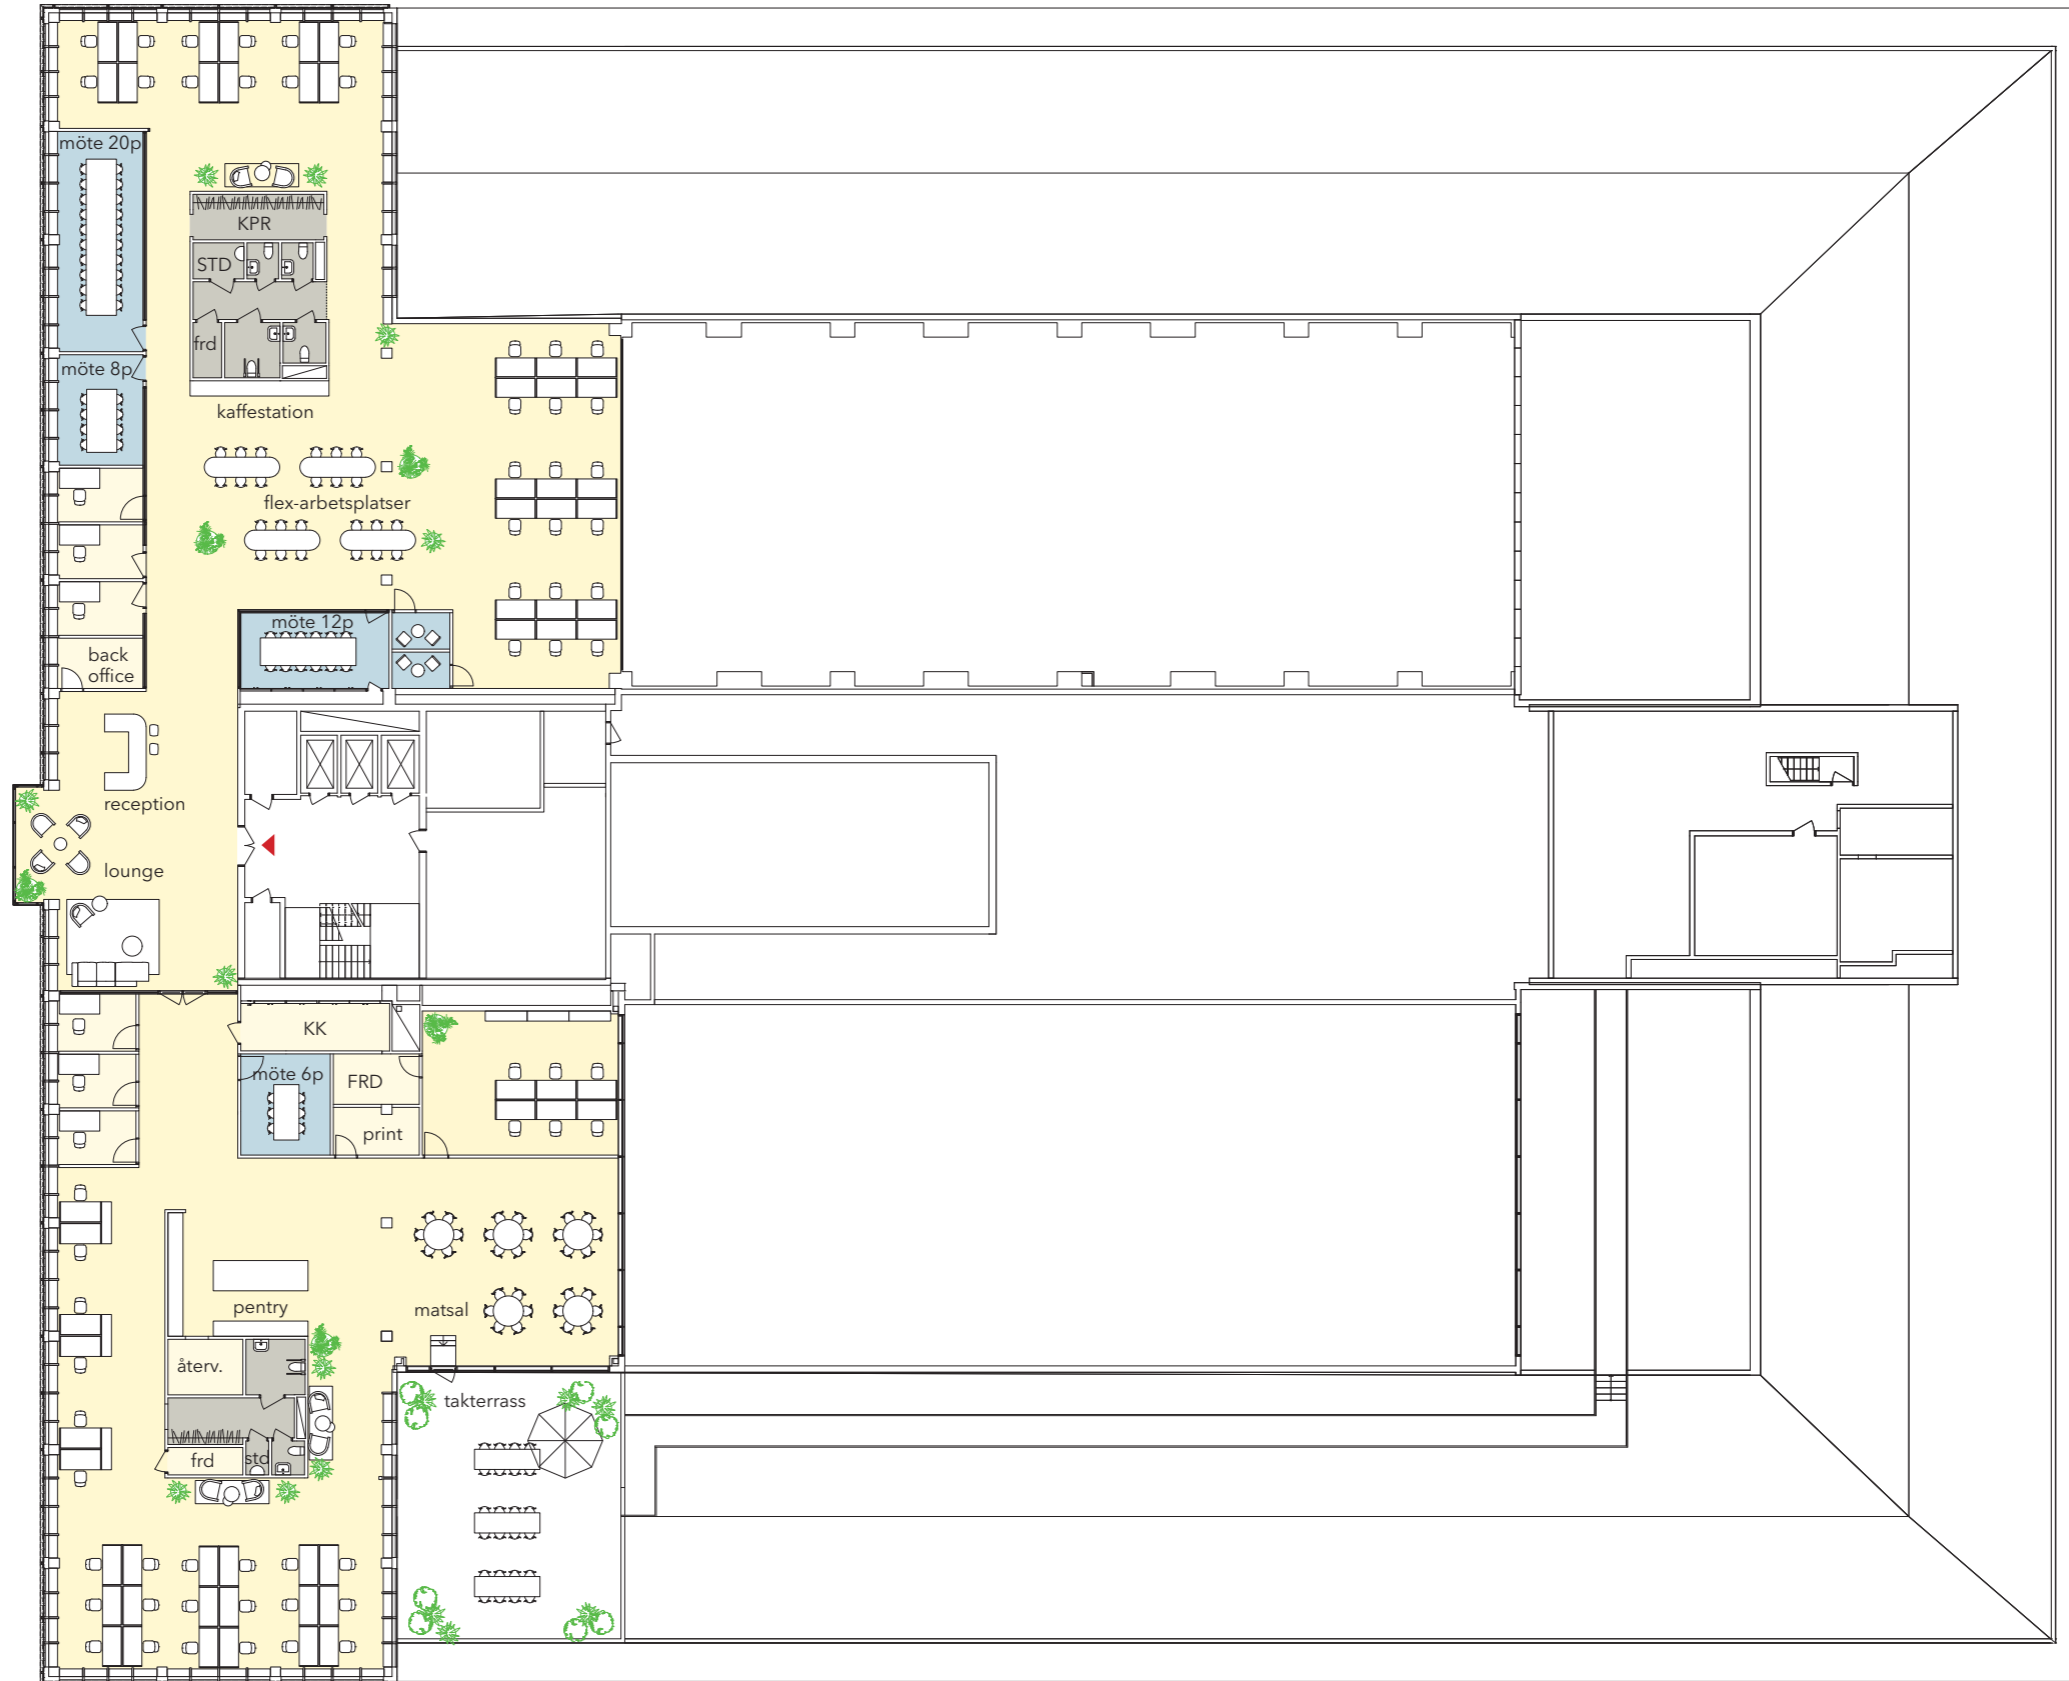 möte 20p
KPR
STD
frd
möte 8p
kaffestation
flex-arbetsplatser
möte 12p
back
office
reception
lounge
KK
möte 6p
FRD
print
pentry
matsal
återv.
takterrass
frd
std